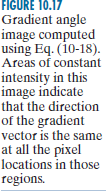 FIGURE 10.17
Gradient angle
image computed
using Eq. (10-18).
Areas of constant
intensity in this
image indicate
that the direction
of the gradient
vector is the same
at all the pixel
locations in those
regions.